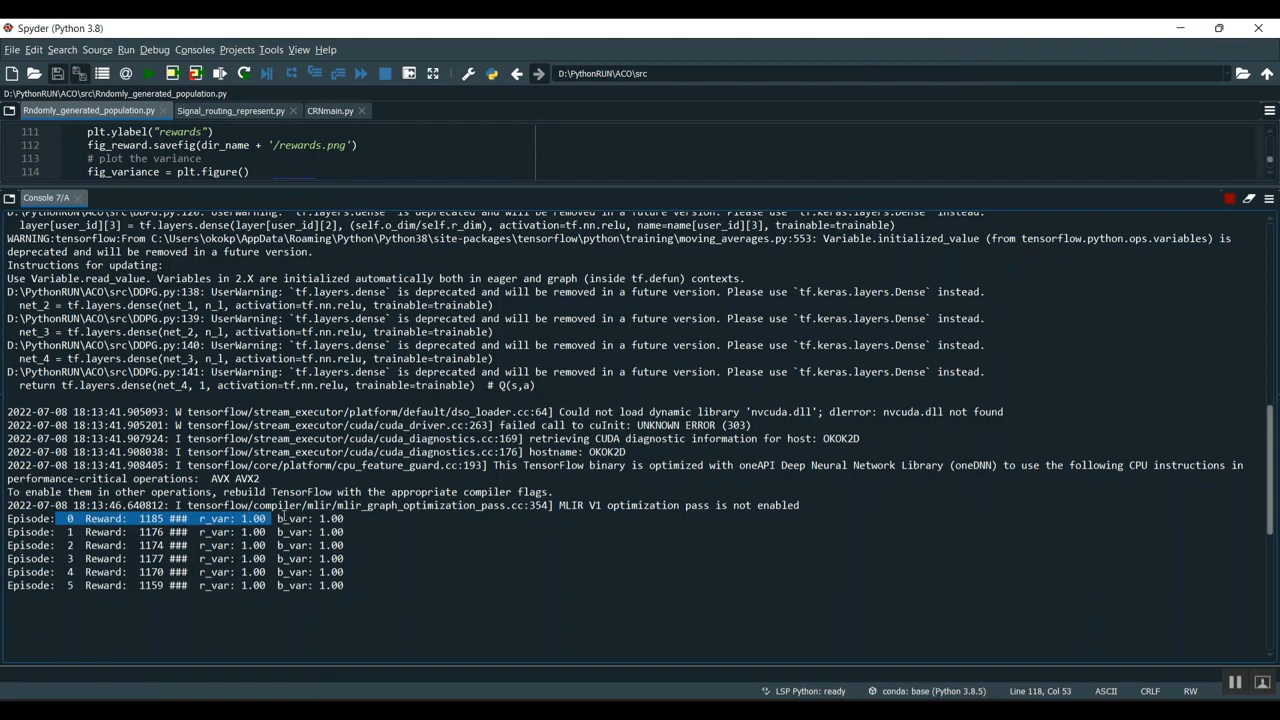 Spyder (Python 3.8)
File Edit Search Source Run Debug Consoles Projects Tools View Help
D:\PythonRUN\ACO\src
D:\PythonRUN\ACO\src\Rndomly_generated_population.py
Rndomly_generated_population.py Signal_routing_represent.py CRNmain.py
111 plt.ylabel("rewards")
112 fig_reward.savefig(dir_name + '/rewards.png')
113 # plot the variance
114 fig_variance = plt.figure()
Console 7/A
D:\PythonRUN\ACO\src\DDPG.py:120: UserWarning: `tf.layers.dense` is deprecated and will be removed in a future version. Please use `tf.keras.layers.Dense` instead.
layer[user_id][3] = tf.layers.dense(layer[user_id][2], (self.o_dim/self.r_dim), activation=tf.nn.relu, name=name[user_id][3], trainable=trainable)
WARNING:tensorflow:From C:\Users\okokp\AppData\Roaming\Python\Python38\site-packages\tensorflow\python\training\moving_averages.py:553: Variable.initialized_value (from tensorflow.python.ops.variables) is
deprecated and will be removed in a future version.
Instructions for updating:
Use Variable.read_value. Variables in 2.X are initialized automatically both in eager and graph (inside tf.defun) contexts.
D:\PythonRUN\ACO\src\DDPG.py:138: UserWarning: `tf.layers.dense` is deprecated and will be removed in a future version. Please use `tf.keras.layers.Dense` instead.
net_2 = tf.layers.dense(net_1, n_l, activation=tf.nn.relu, trainable=trainable)
D:\PythonRUN\ACO\src\DDPG.py:139: UserWarning: `tf.layers.dense` is deprecated and will be removed in a future version. Please use `tf.keras.layers.Dense` instead.
net_3 = tf.layers.dense(net_2, n_l, activation=tf.nn.relu, trainable=trainable)
D:\PythonRUN\ACO\src\DDPG.py:140: UserWarning: `tf.layers.dense` is deprecated and will be removed in a future version. Please use `tf.keras.layers.Dense` instead.
net_4 = tf.layers.dense(net_3, n_l, activation=tf.nn.relu, trainable=trainable)
D:\PythonRUN\ACO\src\DDPG.py:141: UserWarning: `tf.layers.dense` is deprecated and will be removed in a future version. Please use `tf.keras.layers.Dense` instead.
return tf.layers.dense(net_4, 1, activation=tf.nn.relu, trainable=trainable) # Q(s,a)
2022-07-08 18:13:41.905093: W tensorflow/stream_executor/platform/default/dso_loader.cc:64] Could not load dynamic library 'nvcuda.dll'; dlerror: nvcuda.dll not found
2022-07-08 18:13:41.905201: W tensorflow/stream_executor/cuda/cuda_driver.cc:263] failed call to cuInit: UNKNOWN ERROR (303)
2022-07-08 18:13:41.907924: I tensorflow/stream_executor/cuda/cuda_diagnostics.cc:169] retrieving CUDA diagnostic information for host: OKOK2D
2022-07-08 18:13:41.908038: I tensorflow/stream_executor/cuda/cuda_diagnostics.cc:176] hostname: OKOK2D
2022-07-08 18:13:41.908405: I tensorflow/core/platform/cpu_feature_guard.cc:193] This TensorFlow binary is optimized with oneAPI Deep Neural Network Library (oneDNN) to use the following CPU instructions in
performance-critical operations: AVX AVX2
To enable them in other operations, rebuild TensorFlow with the appropriate compiler flags.
2022-07-08 18:13:46.640812: I tensorflow/compiler/mlir/mlir_graph_optimization_pass.cc:354] MLIR V1 optimization pass is not enabled
Episode: 0 Reward: 1185 ### r_var: 1.00 b_var: 1.00
Episode: 1 Reward: 1176 ### r_var: 1.00 b_var: 1.00
Episode: 2 Reward: 1174 ### r_var: 1.00 b_var: 1.00
Episode: 3 Reward: 1177 ### r_var: 1.00 b_var: 1.00
Episode: 4 Reward: 1170 ### r_var: 1.00 b_var: 1.00
Episode: 5 Reward: 1159 ### r_var: 1.00 b_var: 1.00
LSP Python: ready conda: base (Python 3.8.5) Line 118, Col 53 ASCII CRLF RW